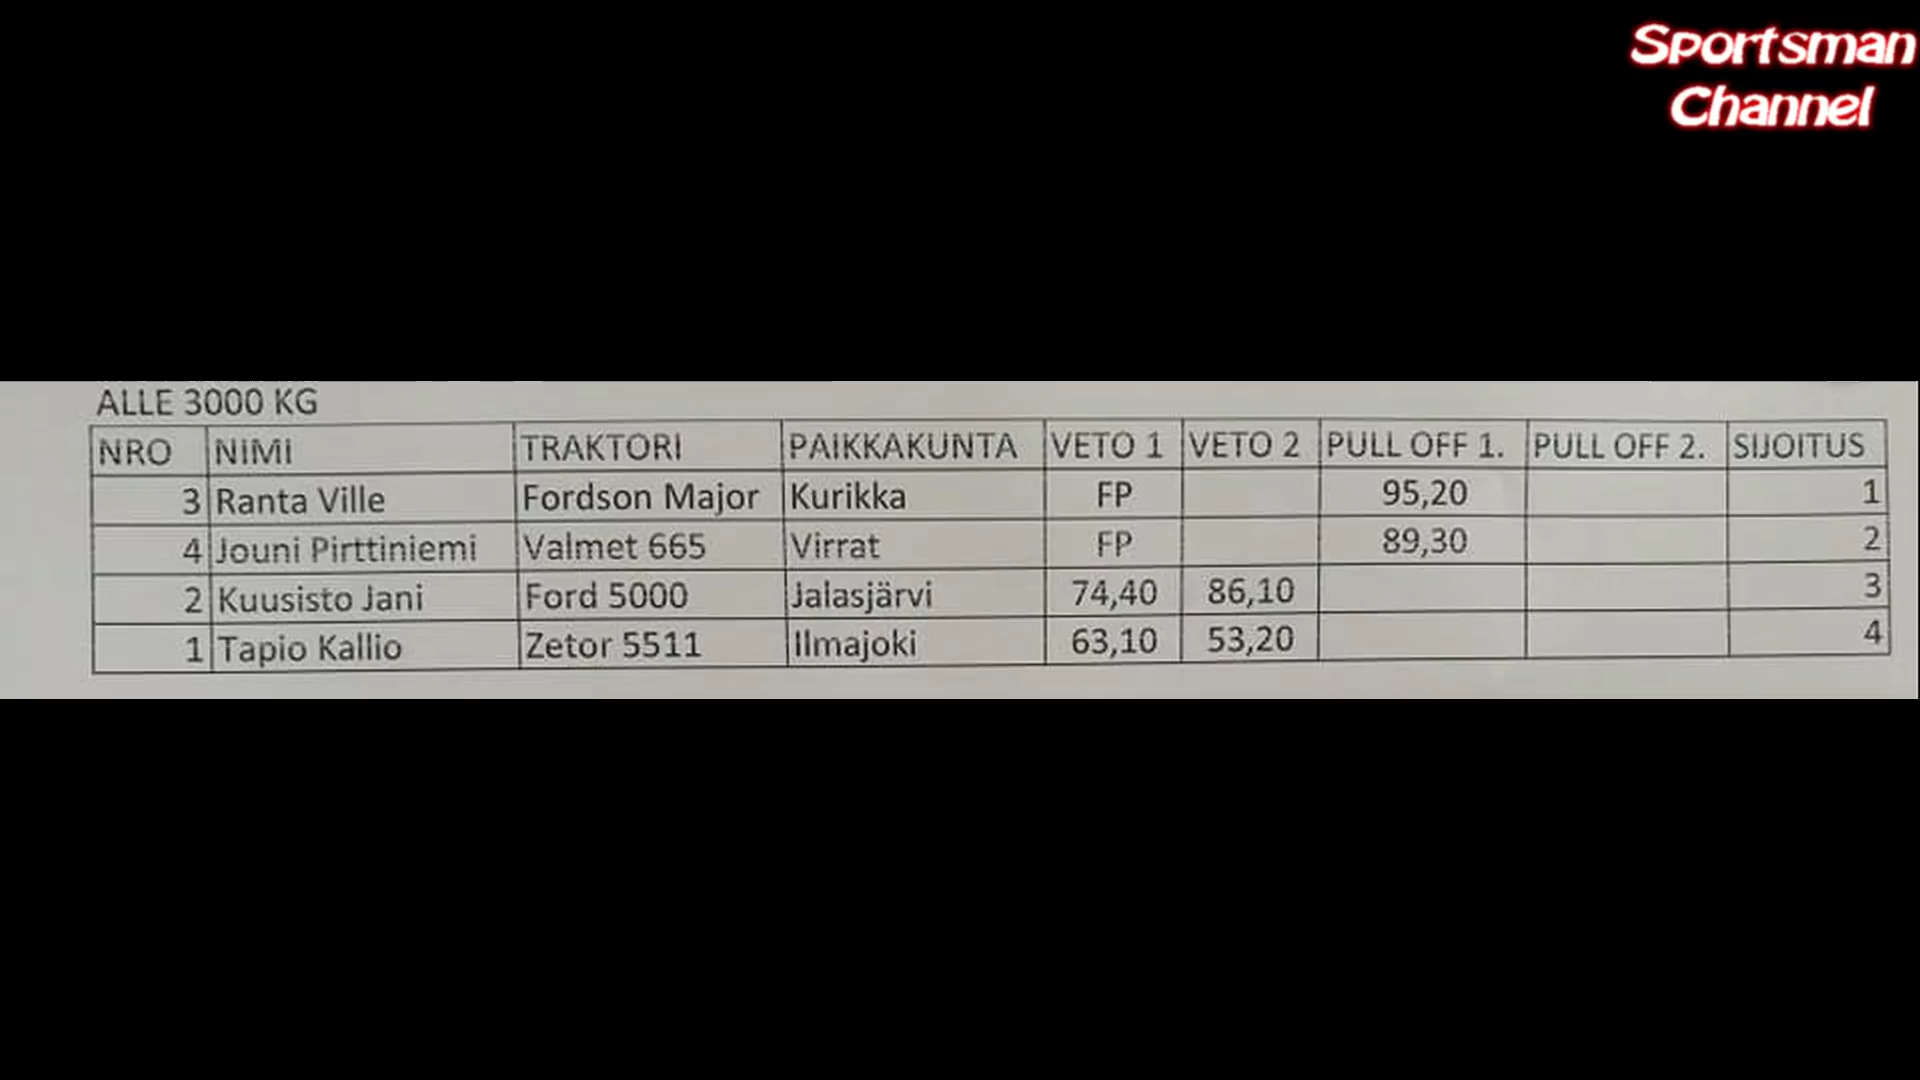 Sportsman
Channel
ALLE 3000 KG
NRO NIMI TRAKTORI PAIKKAKUNTA VETO 1 VETO 2 PULL OFF 1. PULL OFF 2. SIJOITUS
3 Ranta Ville Fordson Major Kurikka FP 95,20 1
4 Jouni Pirttiniemi Valmet 665 Virrat FP 89,30 2
2 Kuusisto Jani Ford 5000 Jalasjärvi 74,40 86,10 3
1 Tapio Kallio Zetor 5511 Ilmajoki 63,10 53,20 4